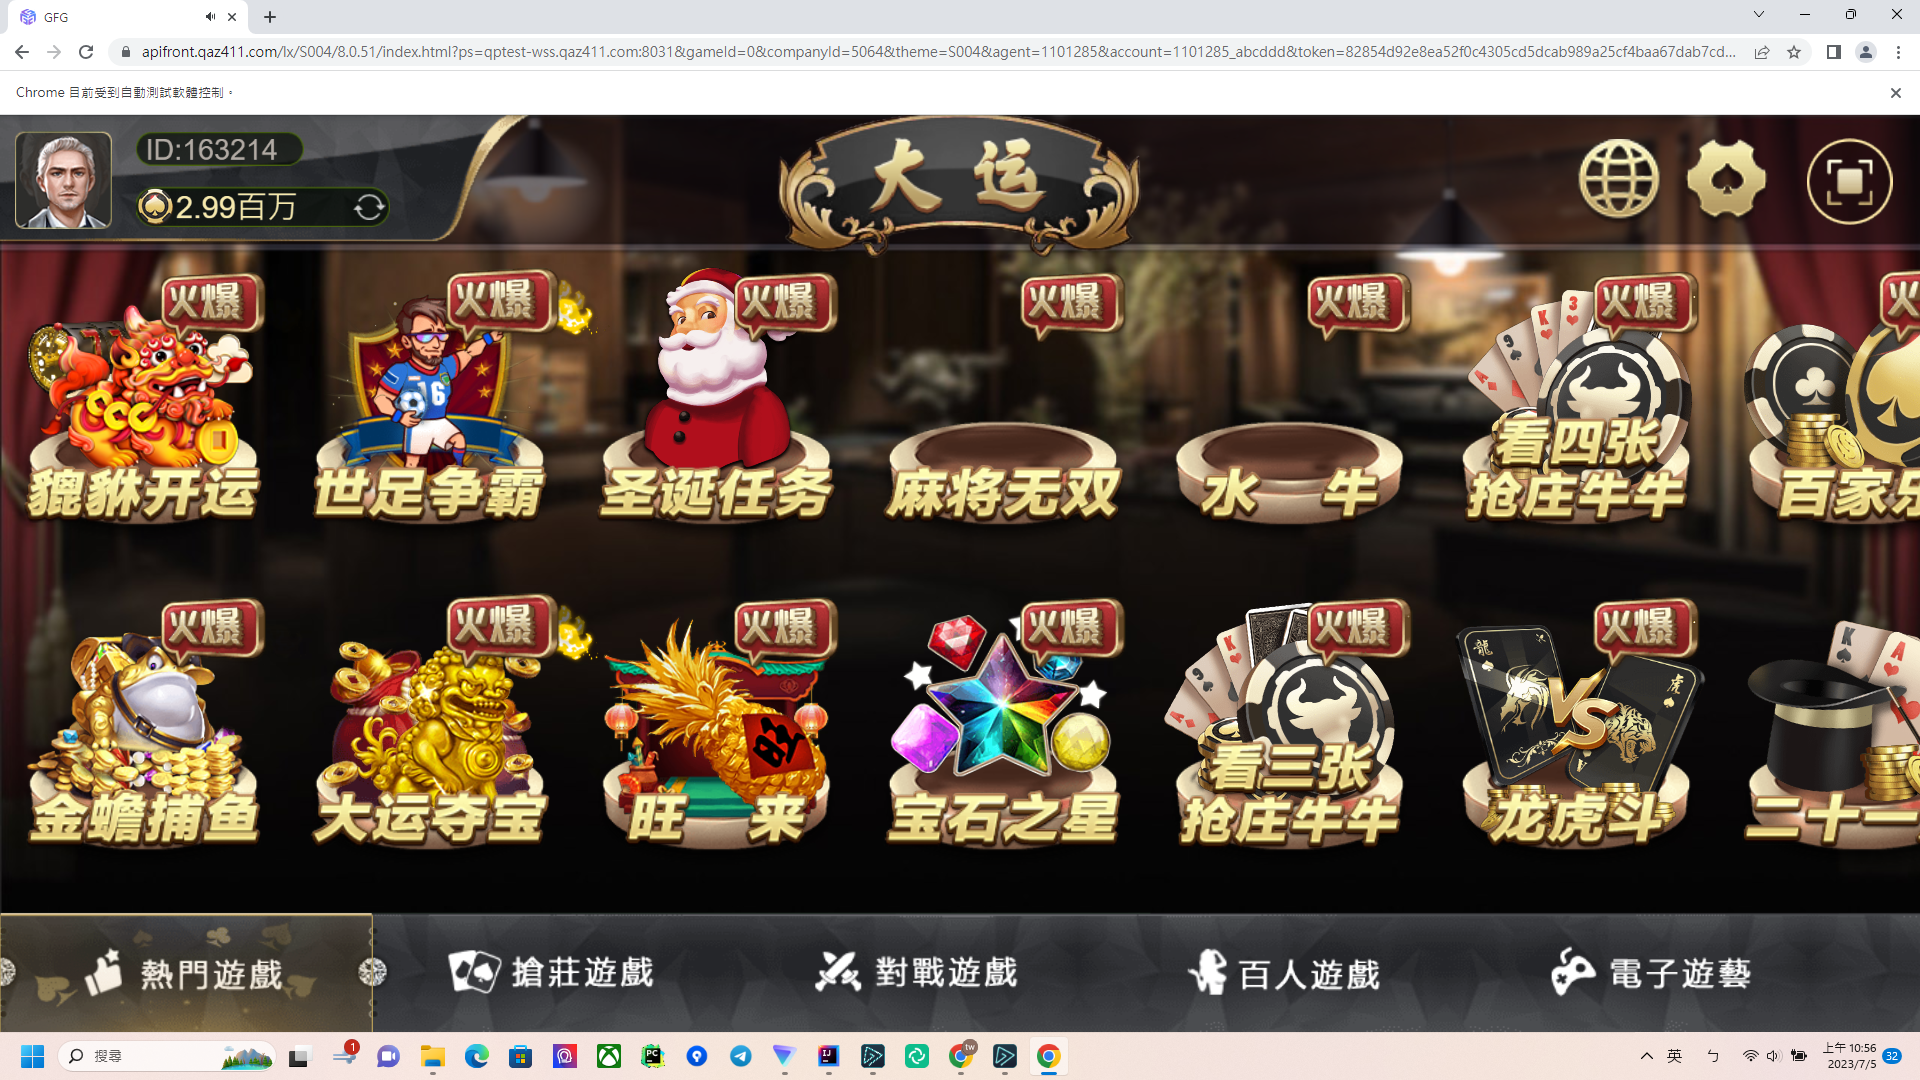 GFG
apifront.qaz411.com/lx/S004/8.0.51/index.html?ps=qptest-wss.qaz411.com:8031&gameId=0&companyId=5064&theme=S004&agent=1101285&account=1101285_abcddd&token=82854d92e8ea52f0c4305cd5dcab989a25cf4baa67dab7cd...
Chrome 目前受到自動測試軟體控制。
ID:163214
2.99百万
大运
火爆
火爆
火爆
火爆
火爆
火爆
火
貔貅开运
世足争霸
圣诞任务
麻将无双
水牛
看四张
抢庄牛牛
百家乐
火爆
火爆
火爆
火爆
火爆
火爆
金蟾捕鱼
大运夺宝
旺来
宝石之星
看三张
抢庄牛牛
龙虎斗
二十一
熱門遊戲
搶莊遊戲
對戰遊戲
百人遊戲
電子遊藝
搜尋
1
tw
英
ㄅ
上午 10:56
2023/7/5
32